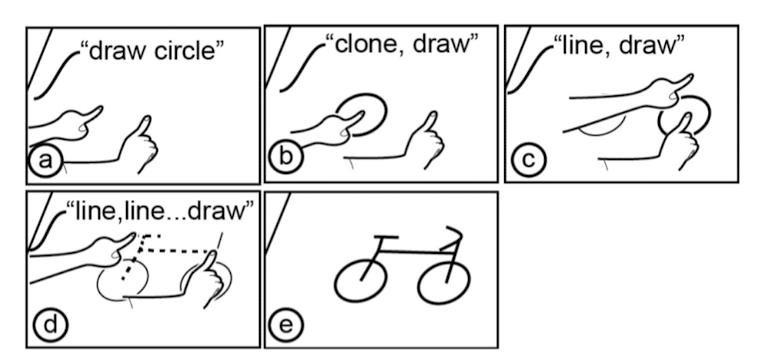 “draw circle”
a
“clone, draw”
b
“line, draw”
c
“line,line...draw”
d
e